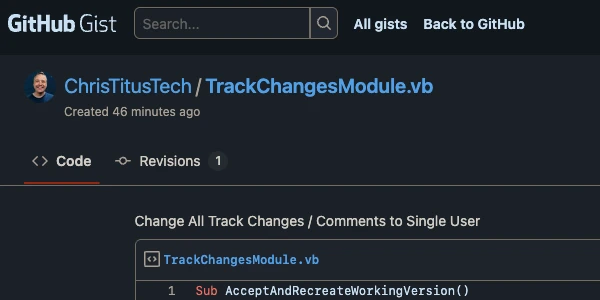 GitHub Gist Search... All gists Back to GitHub
ChrisTitusTech / TrackChangesModule.vb
Created 46 minutes ago
Code Revisions 1
Change All Track Changes / Comments to Single User
TrackChangesModule.vb
1 Sub AcceptAndRecreateWorkingVersion()